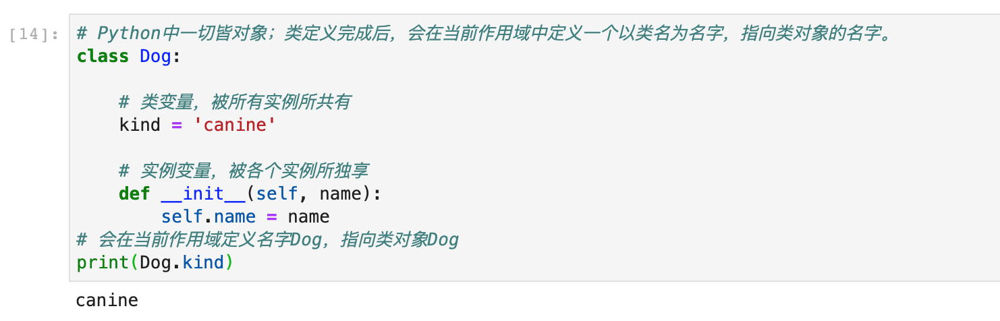 [14]: # Python中一切皆对象；类定义完成后，会在当前作用域中定义一个以类名为名字，指向类对象的名字。
class Dog:
    # 类变量，被所有实例所共有
    kind = 'canine'
    # 实例变量，被各个实例所独享
    def __init__(self, name):
        self.name = name
# 会在当前作用域定义名字Dog，指向类对象Dog
print(Dog.kind)
canine